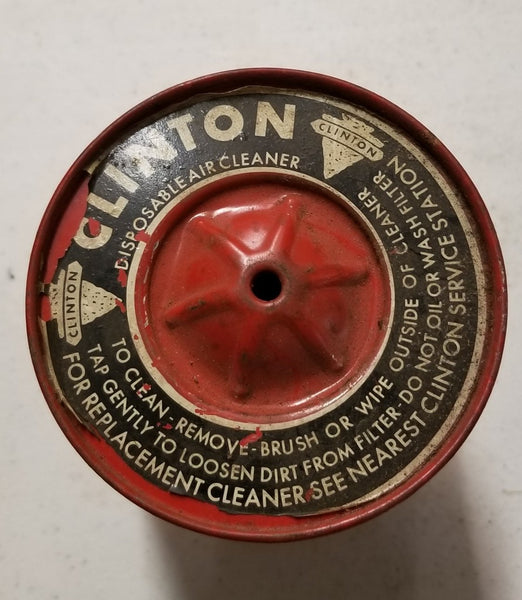 CLINTON
DISPOSABLE AIR CLEANER
CLINTON
CLINTON
TO CLEAN - REMOVE - BRUSH OR WIPE OUTSIDE OF CLEANER
TAP GENTLY TO LOOSEN DIRT FROM FILTER - DO NOT OIL OR WASH FILTER
FOR REPLACEMENT CLEANER SEE NEAREST CLINTON SERVICE STATION